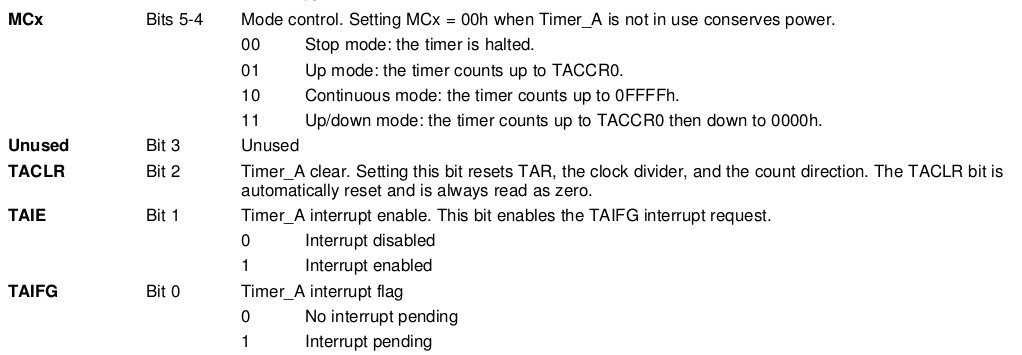 MCx Bits 5-4 Mode control. Setting MCx = 00h when Timer_A is not in use conserves power.
00 Stop mode: the timer is halted.
01 Up mode: the timer counts up to TACCR0.
10 Continuous mode: the timer counts up to 0FFFFh.
11 Up/down mode: the timer counts up to TACCR0 then down to 0000h.
Unused Bit 3 Unused
TACLR Bit 2 Timer_A clear. Setting this bit resets TAR, the clock divider, and the count direction. The TACLR bit is
automatically reset and is always read as zero.
TAIE Bit 1 Timer_A interrupt enable. This bit enables the TAIFG interrupt request.
0 Interrupt disabled
1 Interrupt enabled
TAIFG Bit 0 Timer_A interrupt flag
0 No interrupt pending
1 Interrupt pending